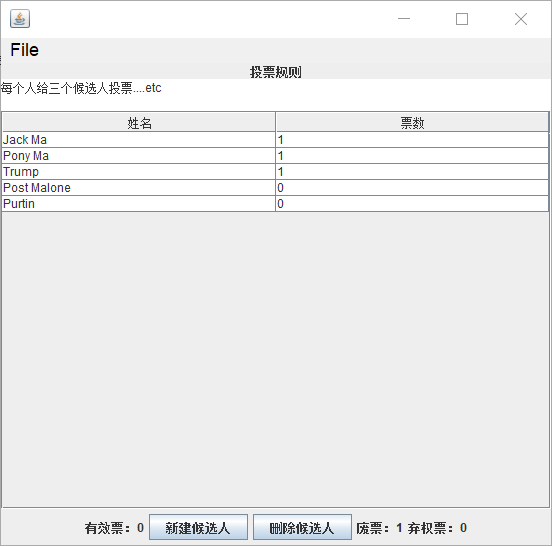 File
投票规则
每个人给三个候选人投票....etc
姓名 票数
Jack Ma 1
Pony Ma 1
Trump 1
Post Malone 0
Purtin 0
有效票：0 新建候选人 删除候选人 废票：1 弃权票：0